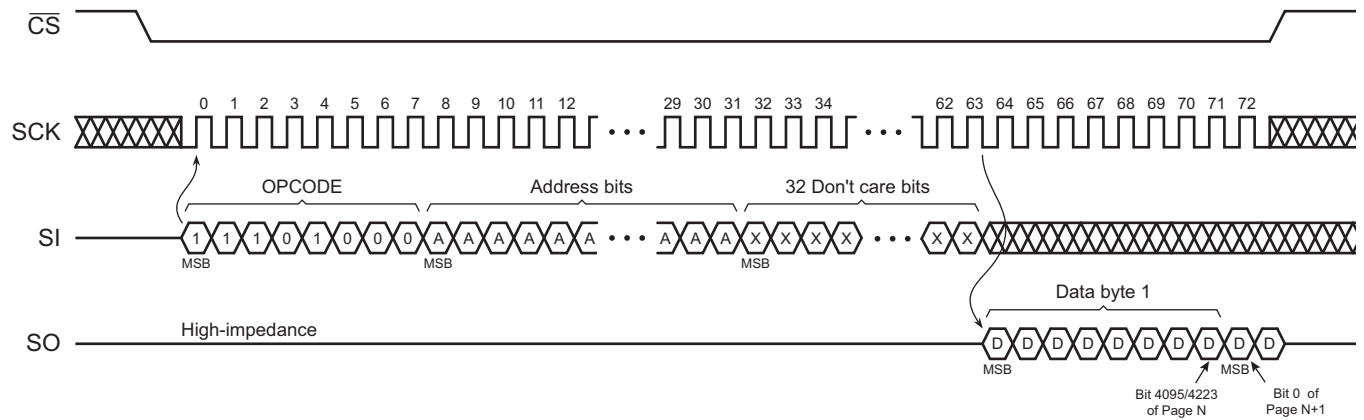 CS
0 1 2 3 4 5 6 7 8 9 10 11 12 29 30 31 32 33 34 62 63 64 65 66 67 68 69 70 71 72
SCK
OPCODE Address bits 32 Don't care bits
SI 1 1 1 0 1 0 0 0 A A A A A A A A A X X X X X X
MSB MSB MSB
Data byte 1
High-impedance
SO D D D D D D D D D D
MSB MSB
Bit 4095/4223
of Page N
Bit 0 of
Page N+1